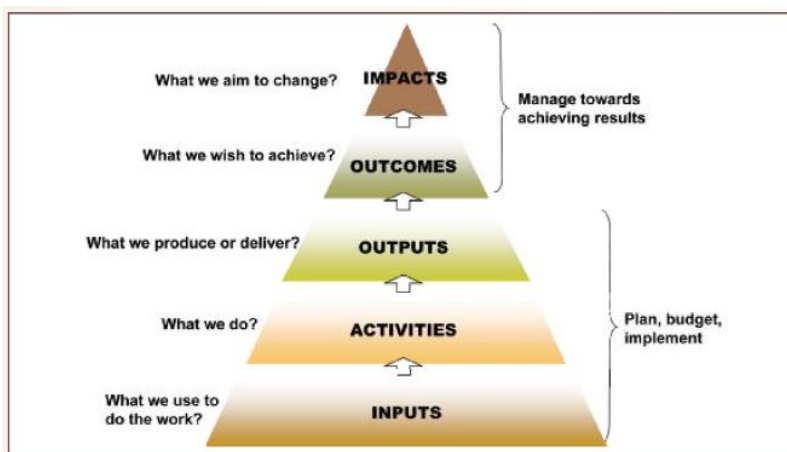 What we aim to change?
IMPACTS
Manage towards
achieving results
What we wish to achieve?
OUTCOMES
What we produce or deliver?
OUTPUTS
What we do?
ACTIVITIES
Plan, budget,
implement
What we use to
do the work?
INPUTS